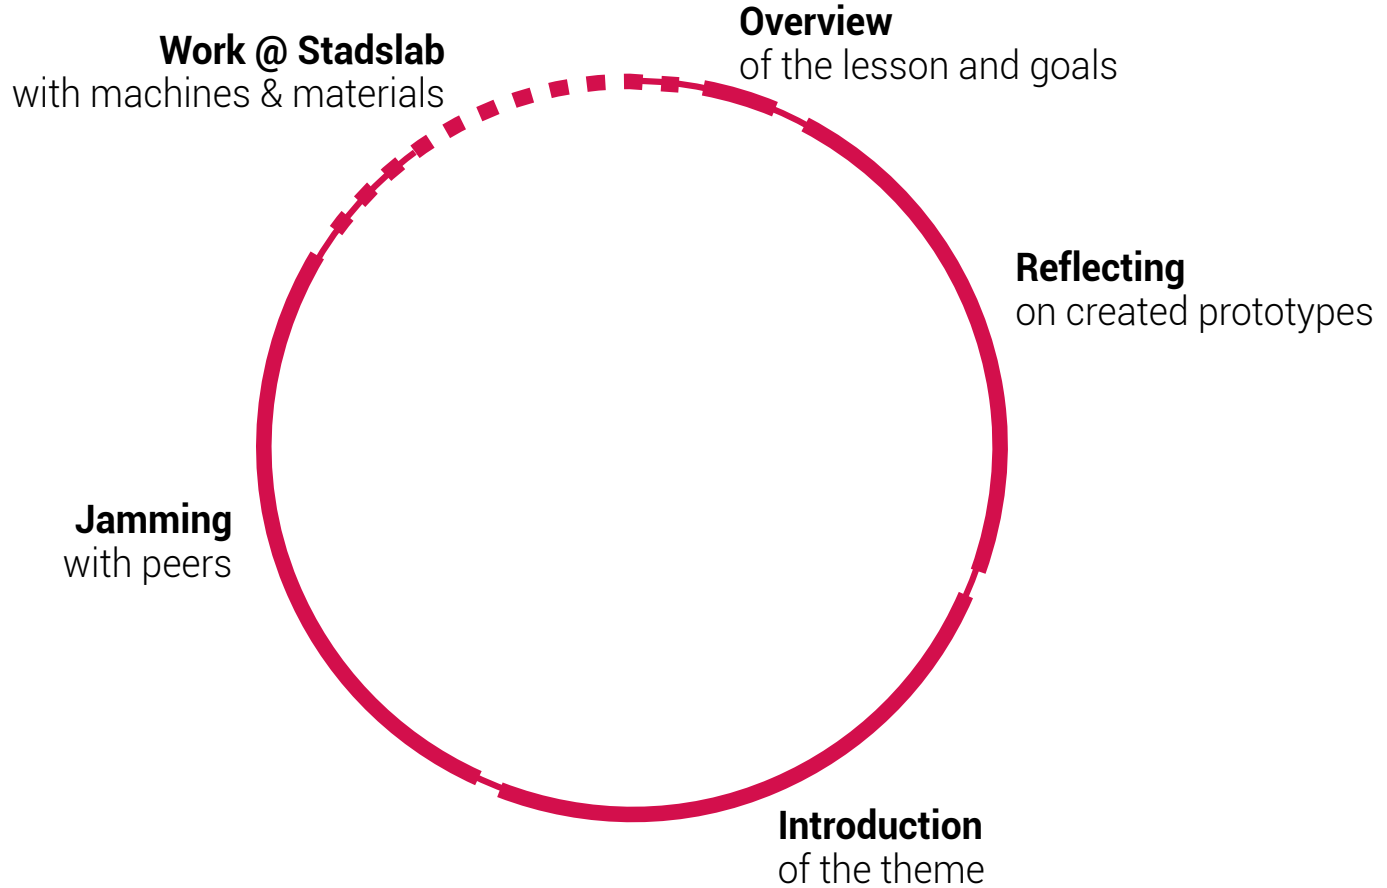 Overview
of the lesson and goals
Reflecting
on created prototypes
Introduction
of the theme
Jamming
with peers
Work @ Stadslab
with machines & materials